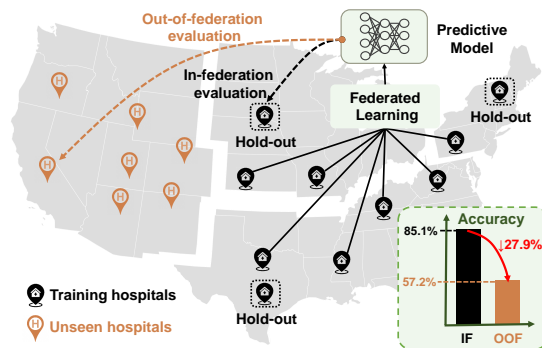 Out-of-federation
evaluation
Predictive
Model
In-federation
evaluation
Federated
Learning
Hold-out
Hold-out
H
H
H
H
H
H
H
Accuracy
85.1%
↓27.9%
57.2%
IF
OOF
Hold-out
Training hospitals
H
Unseen hospitals